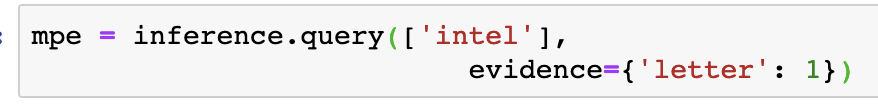 : mpe = inference.query(['intel'],
evidence={'letter': 1})